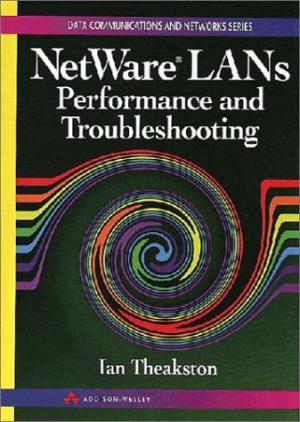 DATA COMMUNICATIONS AND NETWORKS SERIES
NetWare® LANs
Performance and
Troubleshooting
Ian Theakston
ADDISON-WESLEY